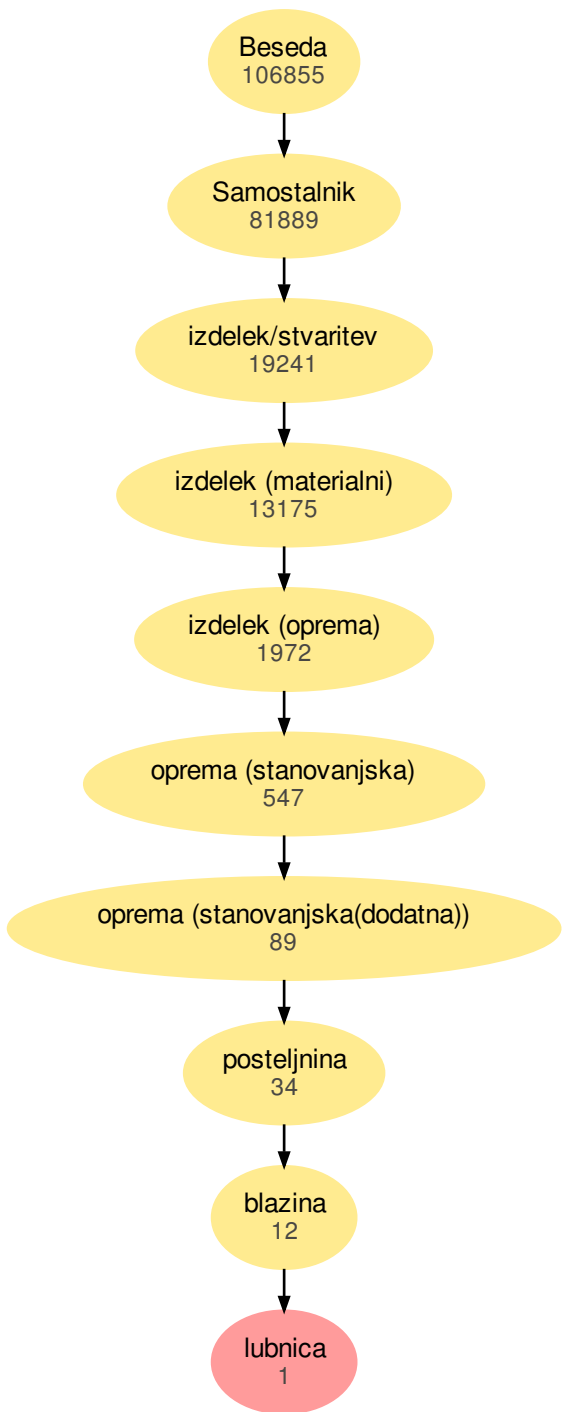 Beseda
106855
Samostalnik
81889
izdelek/stvaritev
19241
izdelek (materialni)
13175
izdelek (oprema)
1972
oprema (stanovanjska)
547
oprema (stanovanjska(dodatna))
89
posteljnina
34
blazina
12
lubnica
1